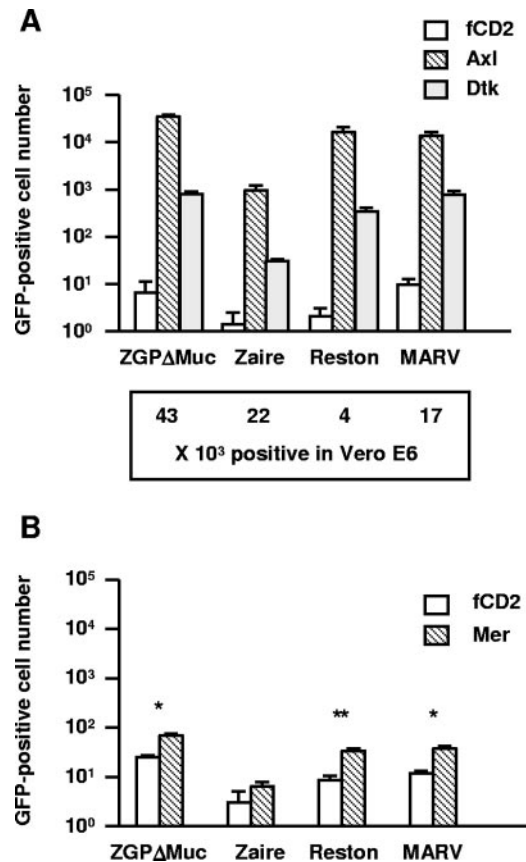 A
fCD2
Axl
Dtk
GFP-positive cell number
10⁵
10⁴
10³
10²
10¹
10⁰
ZGPΔMuc Zaire Reston MARV
43 22 4 17
X 10³ positive in Vero E6
B
fCD2
Mer
GFP-positive cell number
10⁵
10⁴
10³
10²
10¹
10⁰
* ** *
ZGPΔMuc Zaire Reston MARV